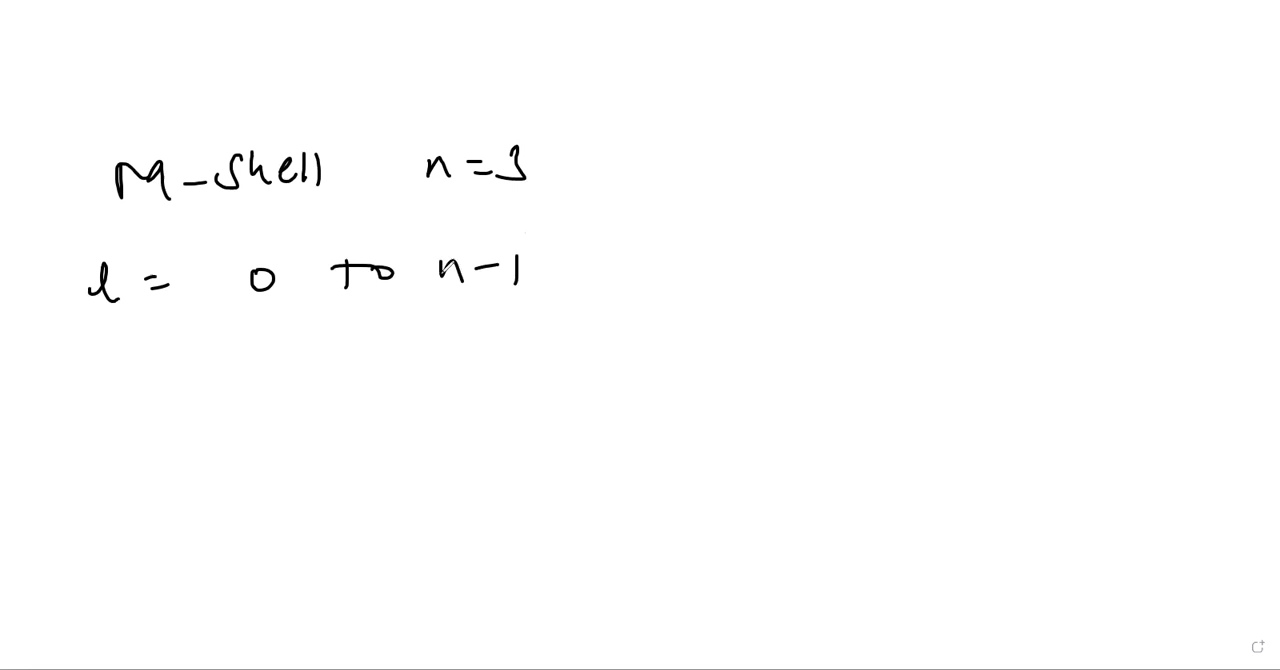 M-shell n=3
l = 0 to n-1